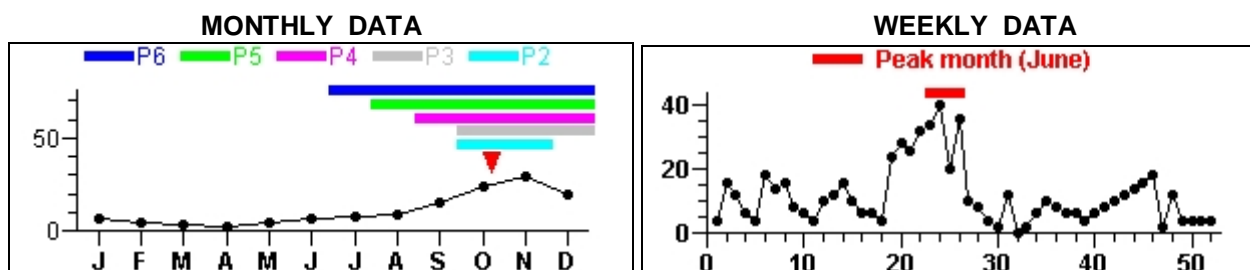 MONTHLY DATA
P6 P5 P4 P3 P2
50
0
J F M A M J J A S O N D
WEEKLY DATA
Peak month (June)
40
20
0
0 10 20 30 40 50